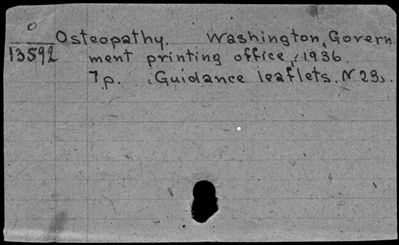 o
Osteopathy. Washington, Govern
13592 ment printing office, 1936.
7p. (Guidance leaflets. N 23).